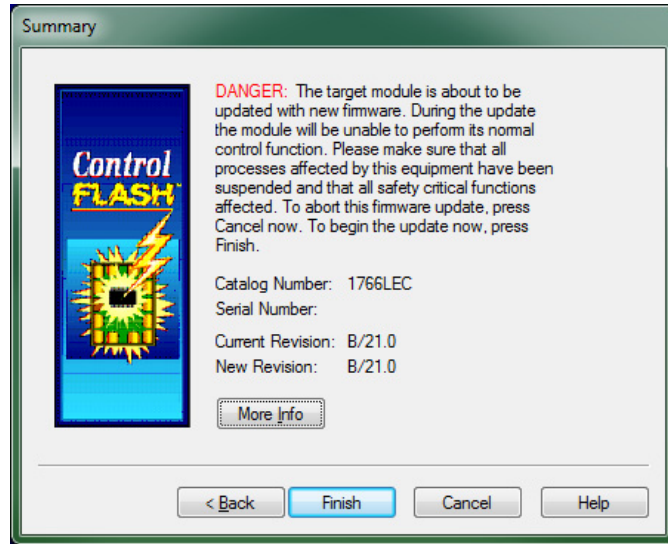 Summary
Control
FLASH™
DANGER: The target module is about to be
updated with new firmware. During the update
the module will be unable to perform its normal
control function. Please make sure that all
processes affected by this equipment have been
suspended and that all safety critical functions
affected. To abort this firmware update, press
Cancel now. To begin the update now, press
Finish.
Catalog Number: 1766LEC
Serial Number:
Current Revision: B/21.0
New Revision: B/21.0
More Info
< Back Finish Cancel Help